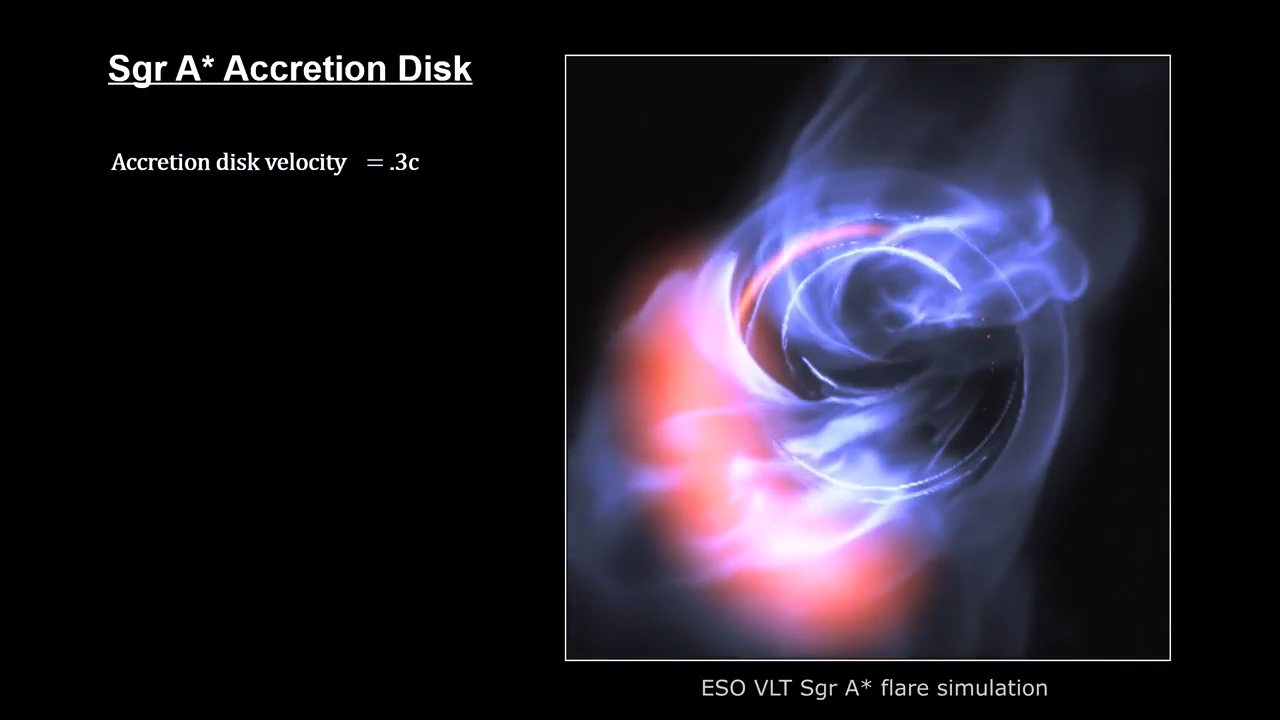 Sgr A* Accretion Disk
Accretion disk velocity = .3c
ESO VLT Sgr A* flare simulation